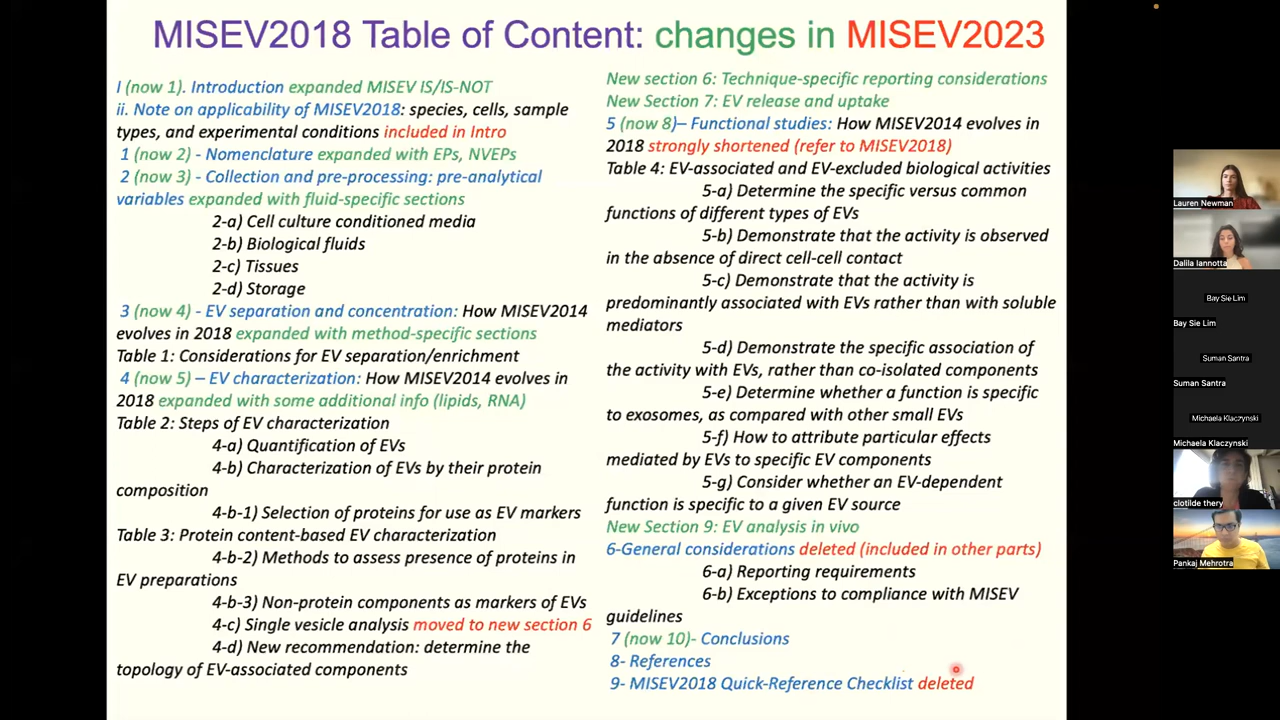 MISEV2018 Table of Content: changes in MISEV2023
I (now 1). Introduction expanded MISEV IS/IS-NOT
ii. Note on applicability of MISEV2018: species, cells, sample
types, and experimental conditions included in Intro
1 (now 2) - Nomenclature expanded with EPs, NVEPs
2 (now 3) - Collection and pre-processing: pre-analytical
variables expanded with fluid-specific sections
2-a) Cell culture conditioned media
2-b) Biological fluids
2-c) Tissues
2-d) Storage
3 (now 4) - EV separation and concentration: How MISEV2014
evolves in 2018 expanded with method-specific sections
Table 1: Considerations for EV separation/enrichment
4 (now 5) – EV characterization: How MISEV2014 evolves in
2018 expanded with some additional info (lipids, RNA)
Table 2: Steps of EV characterization
4-a) Quantification of EVs
4-b) Characterization of EVs by their protein
composition
4-b-1) Selection of proteins for use as EV markers
Table 3: Protein content-based EV characterization
4-b-2) Methods to assess presence of proteins in
EV preparations
4-b-3) Non-protein components as markers of EVs
4-c) Single vesicle analysis moved to new section 6
4-d) New recommendation: determine the
topology of EV-associated components
New section 6: Technique-specific reporting considerations
New Section 7: EV release and uptake
5 (now 8)– Functional studies: How MISEV2014 evolves in
2018 strongly shortened (refer to MISEV2018)
Table 4: EV-associated and EV-excluded biological activities
5-a) Determine the specific versus common
functions of different types of EVs
5-b) Demonstrate that the activity is observed
in the absence of direct cell-cell contact
5-c) Demonstrate that the activity is
predominantly associated with EVs rather than with soluble
mediators
5-d) Demonstrate the specific association of
the activity with EVs, rather than co-isolated components
5-e) Determine whether a function is specific
to exosomes, as compared with other small EVs
5-f) How to attribute particular effects
mediated by EVs to specific EV components
5-g) Consider whether an EV-dependent
function is specific to a given EV source
New Section 9: EV analysis in vivo
6-General considerations deleted (included in other parts)
6-a) Reporting requirements
6-b) Exceptions to compliance with MISEV
guidelines
7 (now 10)- Conclusions
8- References
9- MISEV2018 Quick-Reference Checklist deleted
Lauren Newman
Dalila Iannotta
Bay Sie Lim
Bay Sie Lim
Suman Santra
Suman Santra
Michaela Klaczynski
Michaela Klaczynski
clotilde thery
Pankaj Mehrotra